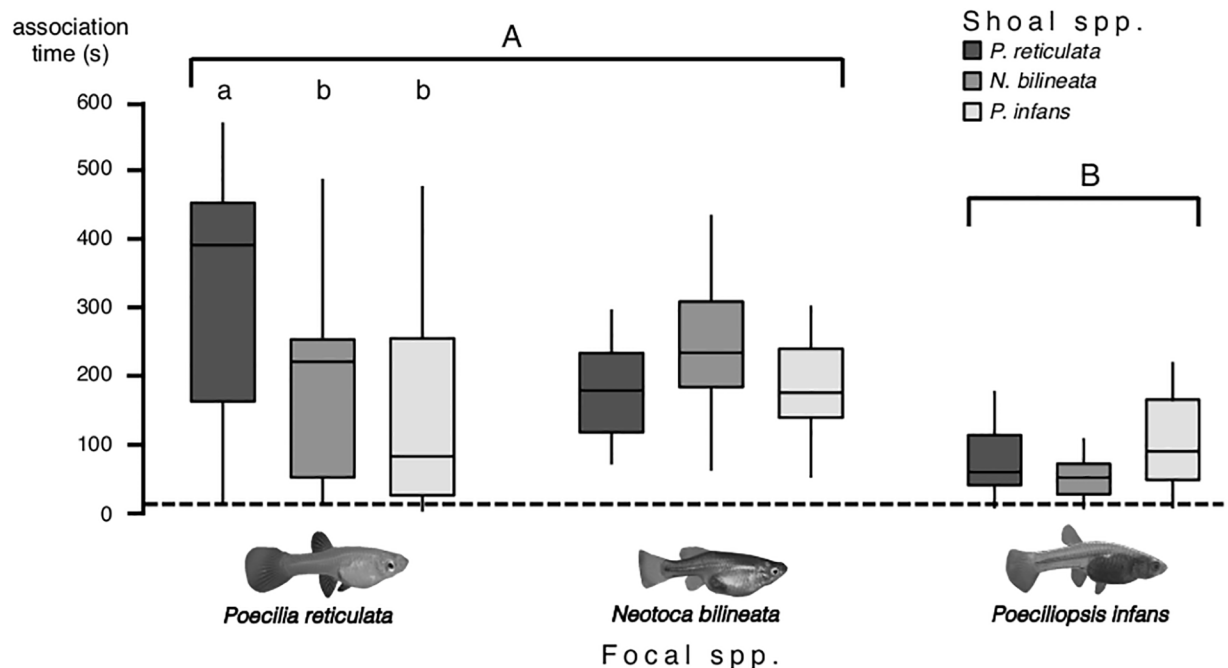 association
time (s)
A
a b b
600
500
400
300
200
100
0
Shoal spp.
P. reticulata
N. bilineata
P. infans
B
Poecilia reticulata
Neotoca bilineata
Poeciliopsis infans
Focal spp.